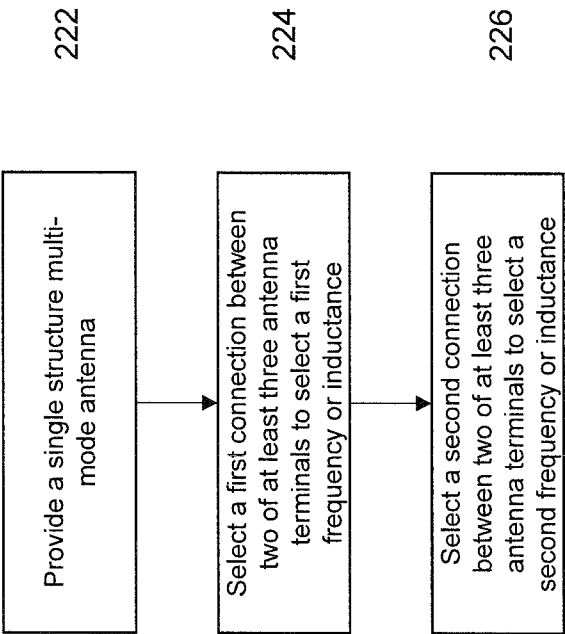 222
Provide a single structure multi-
mode antenna
224
Select a first connection between
two of at least three antenna
terminals to select a first
frequency or inductance
226
Select a second connection
between two of at least three
antenna terminals to select a
second frequency or inductance